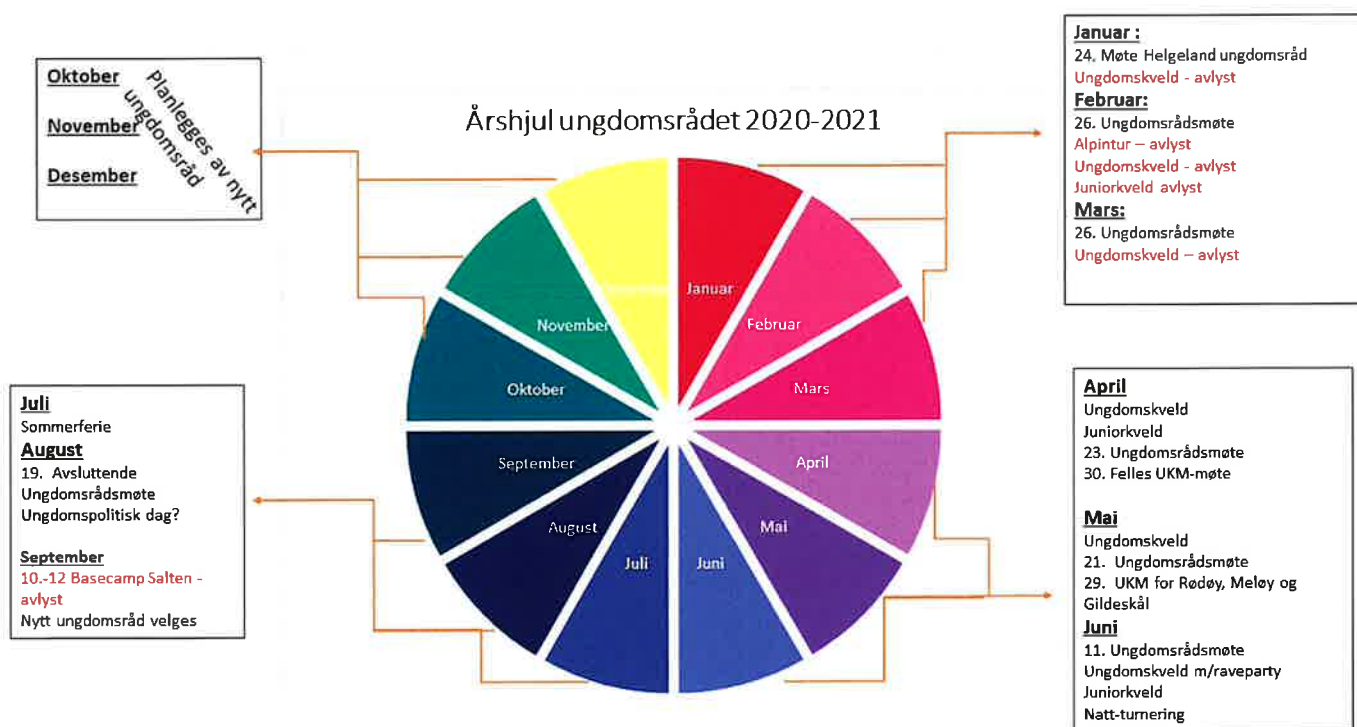 Årshjul ungdomsrådet 2020-2021
Oktober
November
Desember
Planlegges av nytt
ungdomsråd
Januar :
24. Møte Helgeland ungdomsråd
Ungdomskveld - avlyst
Februar:
26. Ungdomsrådsmøte
Alpintur – avlyst
Ungdomskveld - avlyst
Juniorkveld avlyst
Mars:
26. Ungdomsrådsmøte
Ungdomskveld – avlyst
Januar
Februar
Mars
April
Mai
Juni
Juli
August
September
Oktober
November
Juli
Sommerferie
August
19. Avsluttende
Ungdomsrådsmøte
Ungdomspolitisk dag?
September
10.-12 Basecamp Salten -
avlyst
Nytt ungdomsråd velges
April
Ungdomskveld
Juniorkveld
23. Ungdomsrådsmøte
30. Felles UKM-møte
Mai
Ungdomskveld
21. Ungdomsrådsmøte
29. UKM for Rødøy, Meløy og
Gildeskål
Juni
11. Ungdomsrådsmøte
Ungdomskveld m/raveparty
Juniorkveld
Natt-turnering